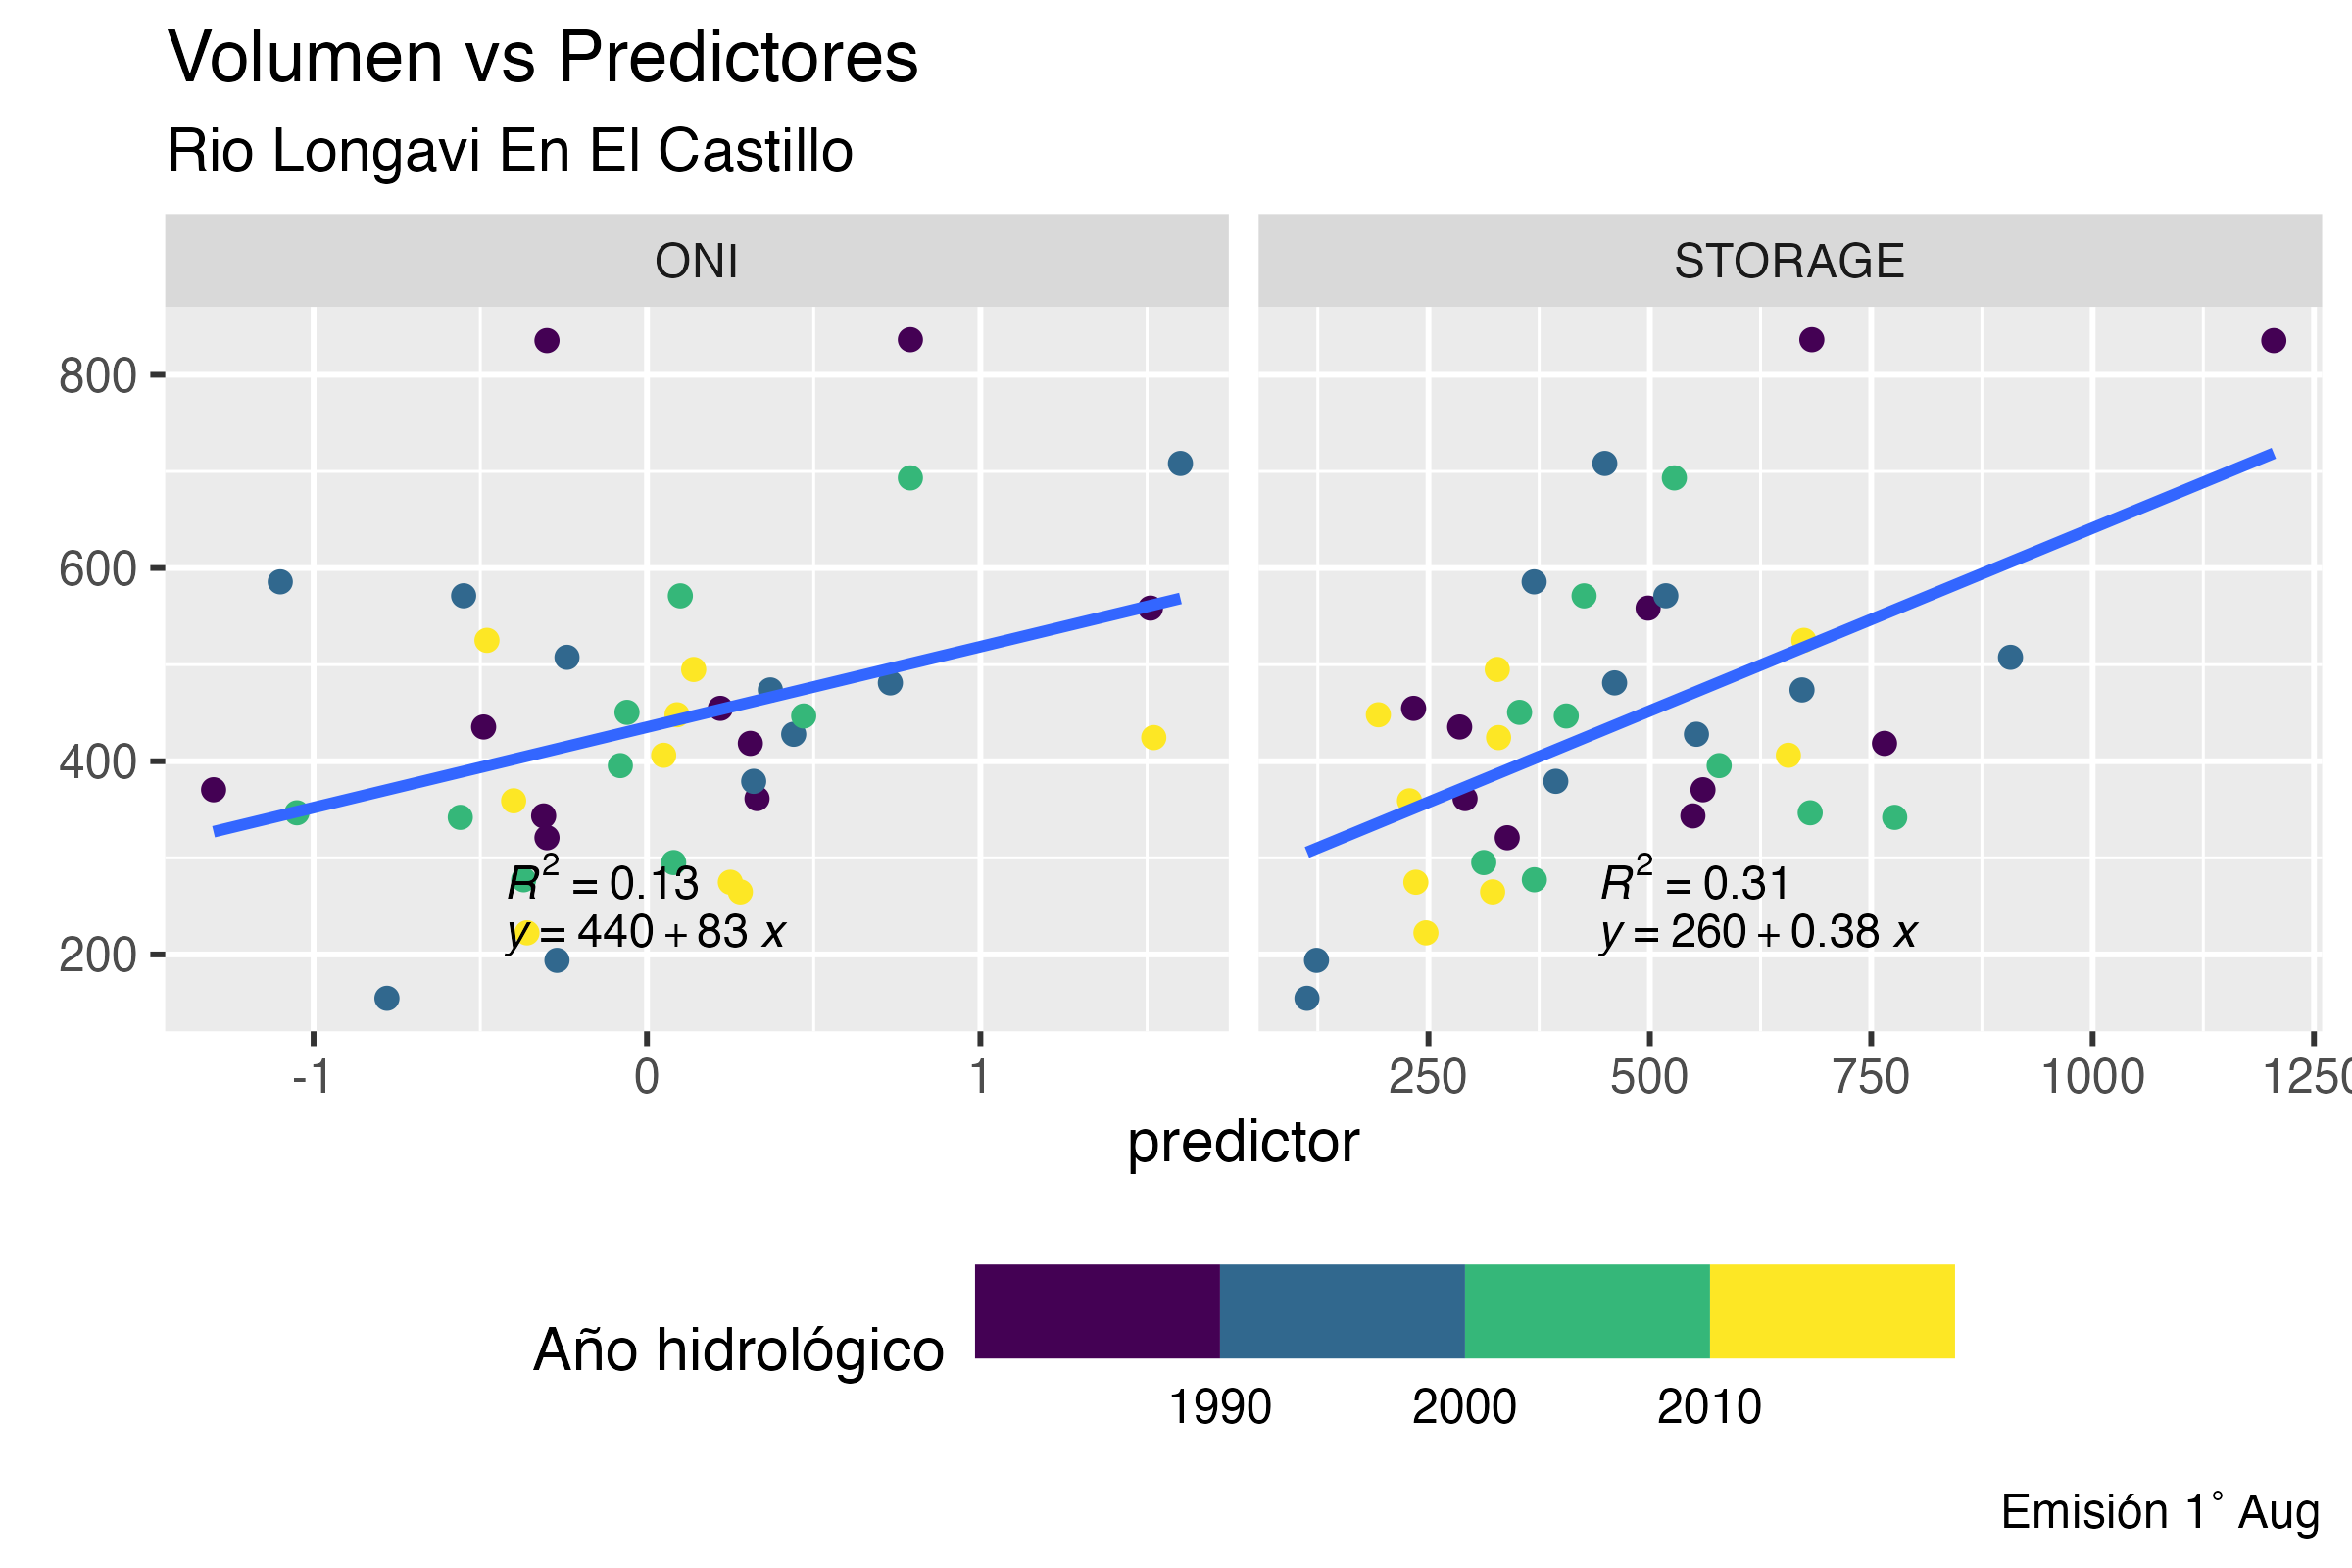 Volumen vs Predictores
Rio Longavi En El Castillo
ONI
STORAGE
800
600
400
200
R² = 0.13
y = 440 + 83 x
R² = 0.31
y = 260 + 0.38 x
-1 0 1
250 500 750 1000 1250
predictor
Año hidrológico
1990 2000 2010
Emisión 1° Aug